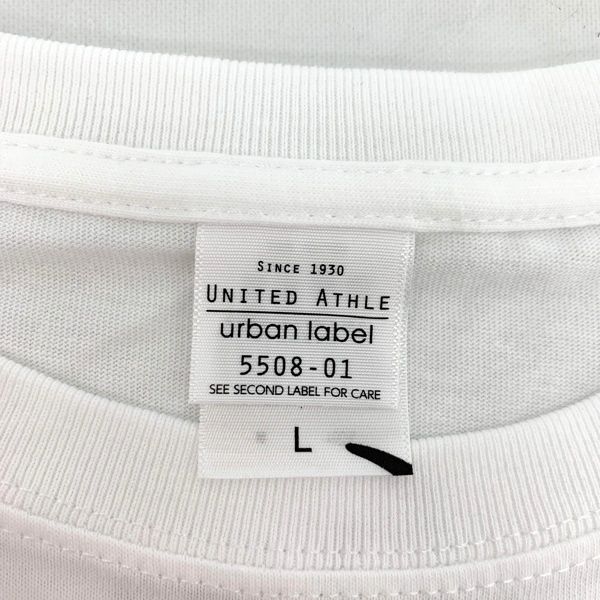 SINCE 1930
UNITED ATHLE
urban label
5508-01
SEE SECOND LABEL FOR CARE
L